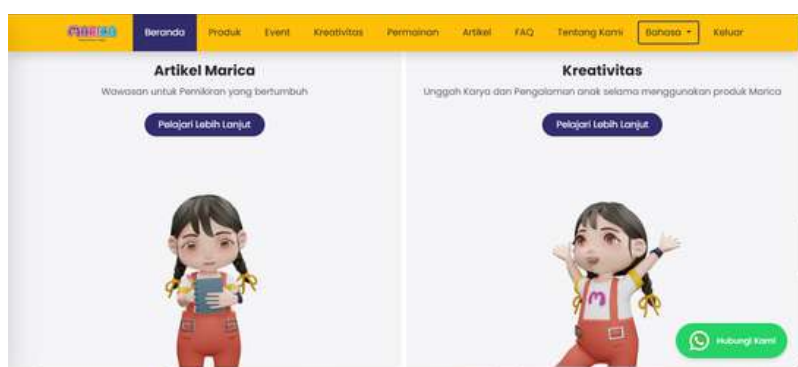 MARICA
Beranda Produk Event Kreativitas Permainan Artikel FAQ Tentang Kami Bahasa Keluar
Artikel Marica
Wawasan untuk Pemikiran yang bertumbuh
Pelajari Lebih Lanjut
Kreativitas
Unggah Karya dan Pengalaman anak selama menggunakan produk Marica
Pelajari Lebih Lanjut
m
Hubungi Kami